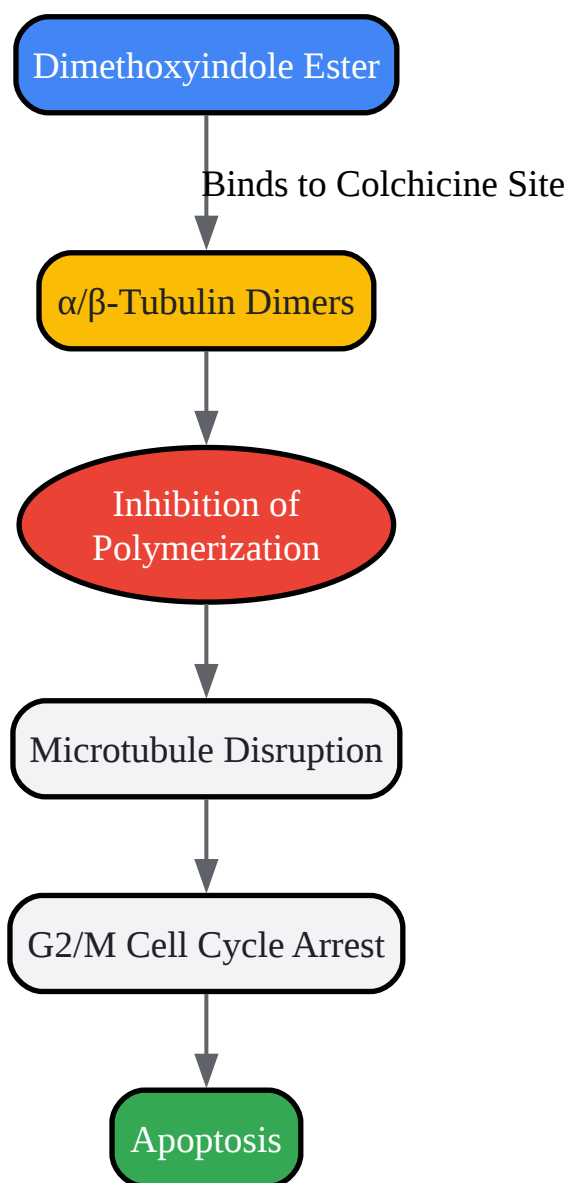 Dimethoxyindole Ester
Binds to Colchicine Site
α/β-Tubulin Dimers
Inhibition of
Polymerization
Microtubule Disruption
G2/M Cell Cycle Arrest
Apoptosis